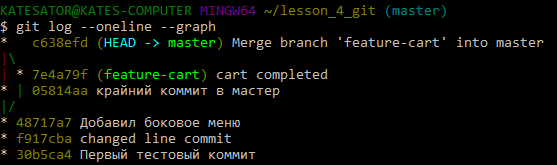 KATESATOR@KATES-COMPUTER MINGW64 ~/lesson_4_git (master)
$ git log --oneline --graph
*   c638efd (HEAD -> master) Merge branch 'feature-cart' into master
|\
| * 7e4a79f (feature-cart) cart completed
* | 05814aa крайний коммит в мастер
|/
* 48717a7 Добавил боковое меню
* f917cba changed line commit
* 30b5ca4 Первый тестовый коммит